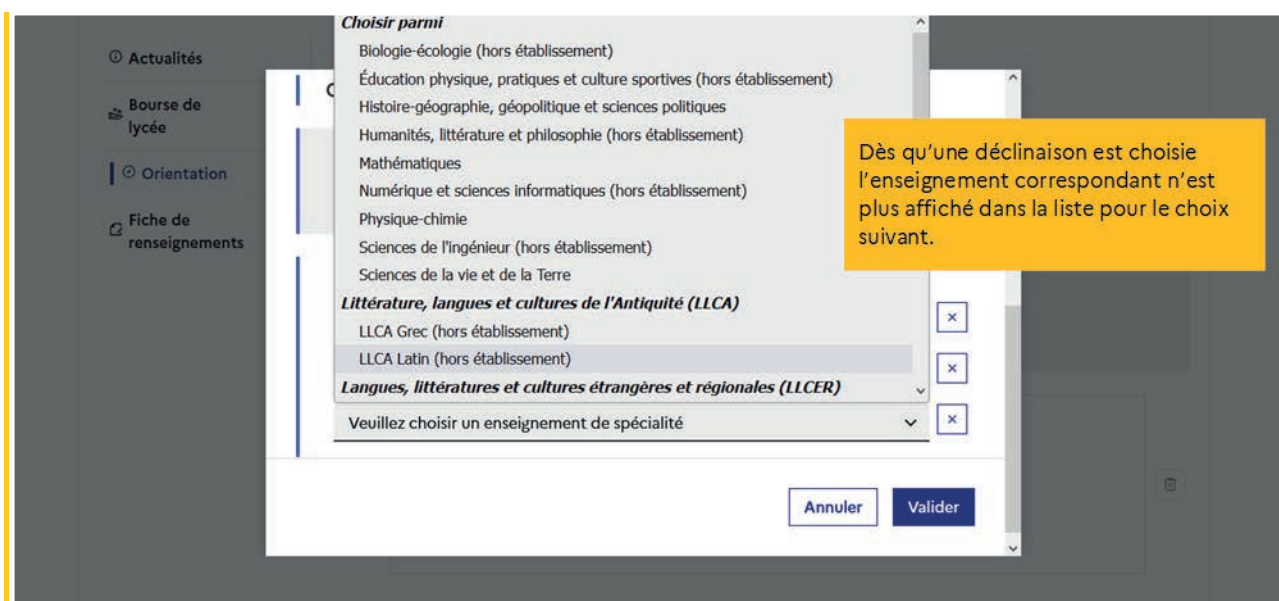 Actualités
Bourse de
lycée
Orientation
Fiche de
renseignements
Choisir parmi
Biologie-écologie (hors établissement)
Éducation physique, pratiques et culture sportives (hors établissement)
Histoire-géographie, géopolitique et sciences politiques
Humanités, littérature et philosophie (hors établissement)
Mathématiques
Numérique et sciences informatiques (hors établissement)
Physique-chimie
Sciences de l'ingénieur (hors établissement)
Sciences de la vie et de la Terre
Littérature, langues et cultures de l'Antiquité (LLCA)
LLCA Grec (hors établissement)
LLCA Latin (hors établissement)
Langues, littératures et cultures étrangères et régionales (LLCER)
Veuillez choisir un enseignement de spécialité
Dès qu'une déclinaison est choisie
l'enseignement correspondant n'est
plus affiché dans la liste pour le choix
suivant.
Annuler
Valider